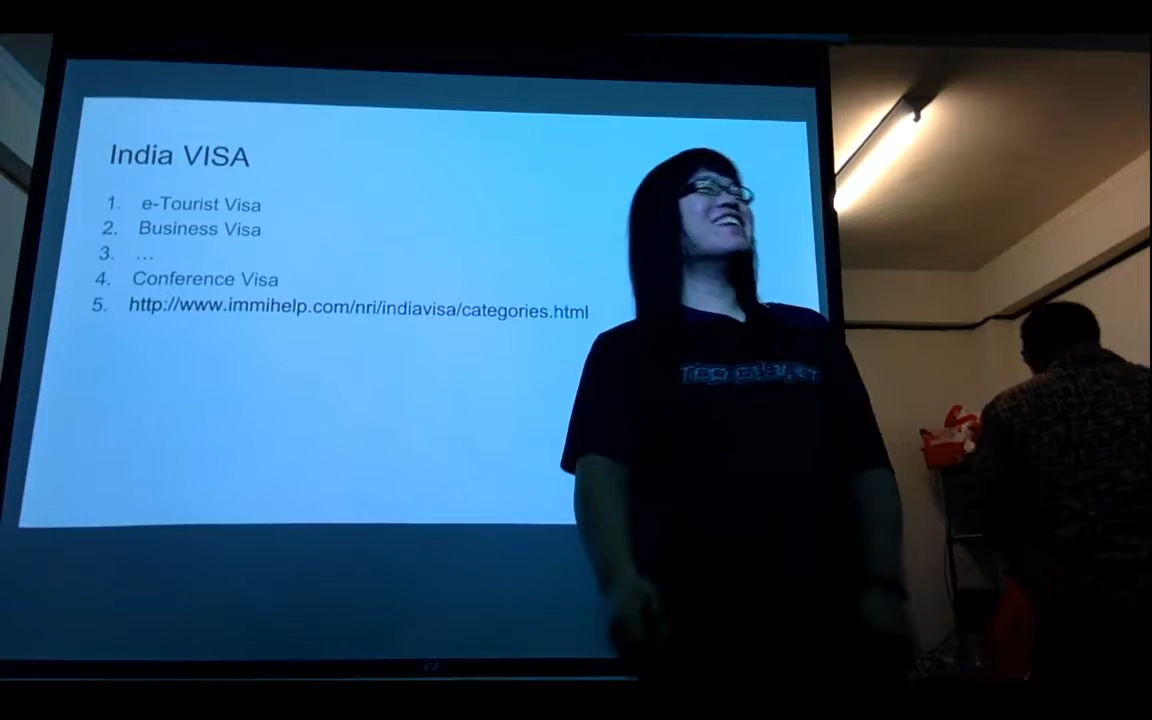 India VISA
1. e-Tourist Visa
2. Business Visa
3. ...
4. Conference Visa
5. http://www.immihelp.com/nri/indiavisa/categories.html